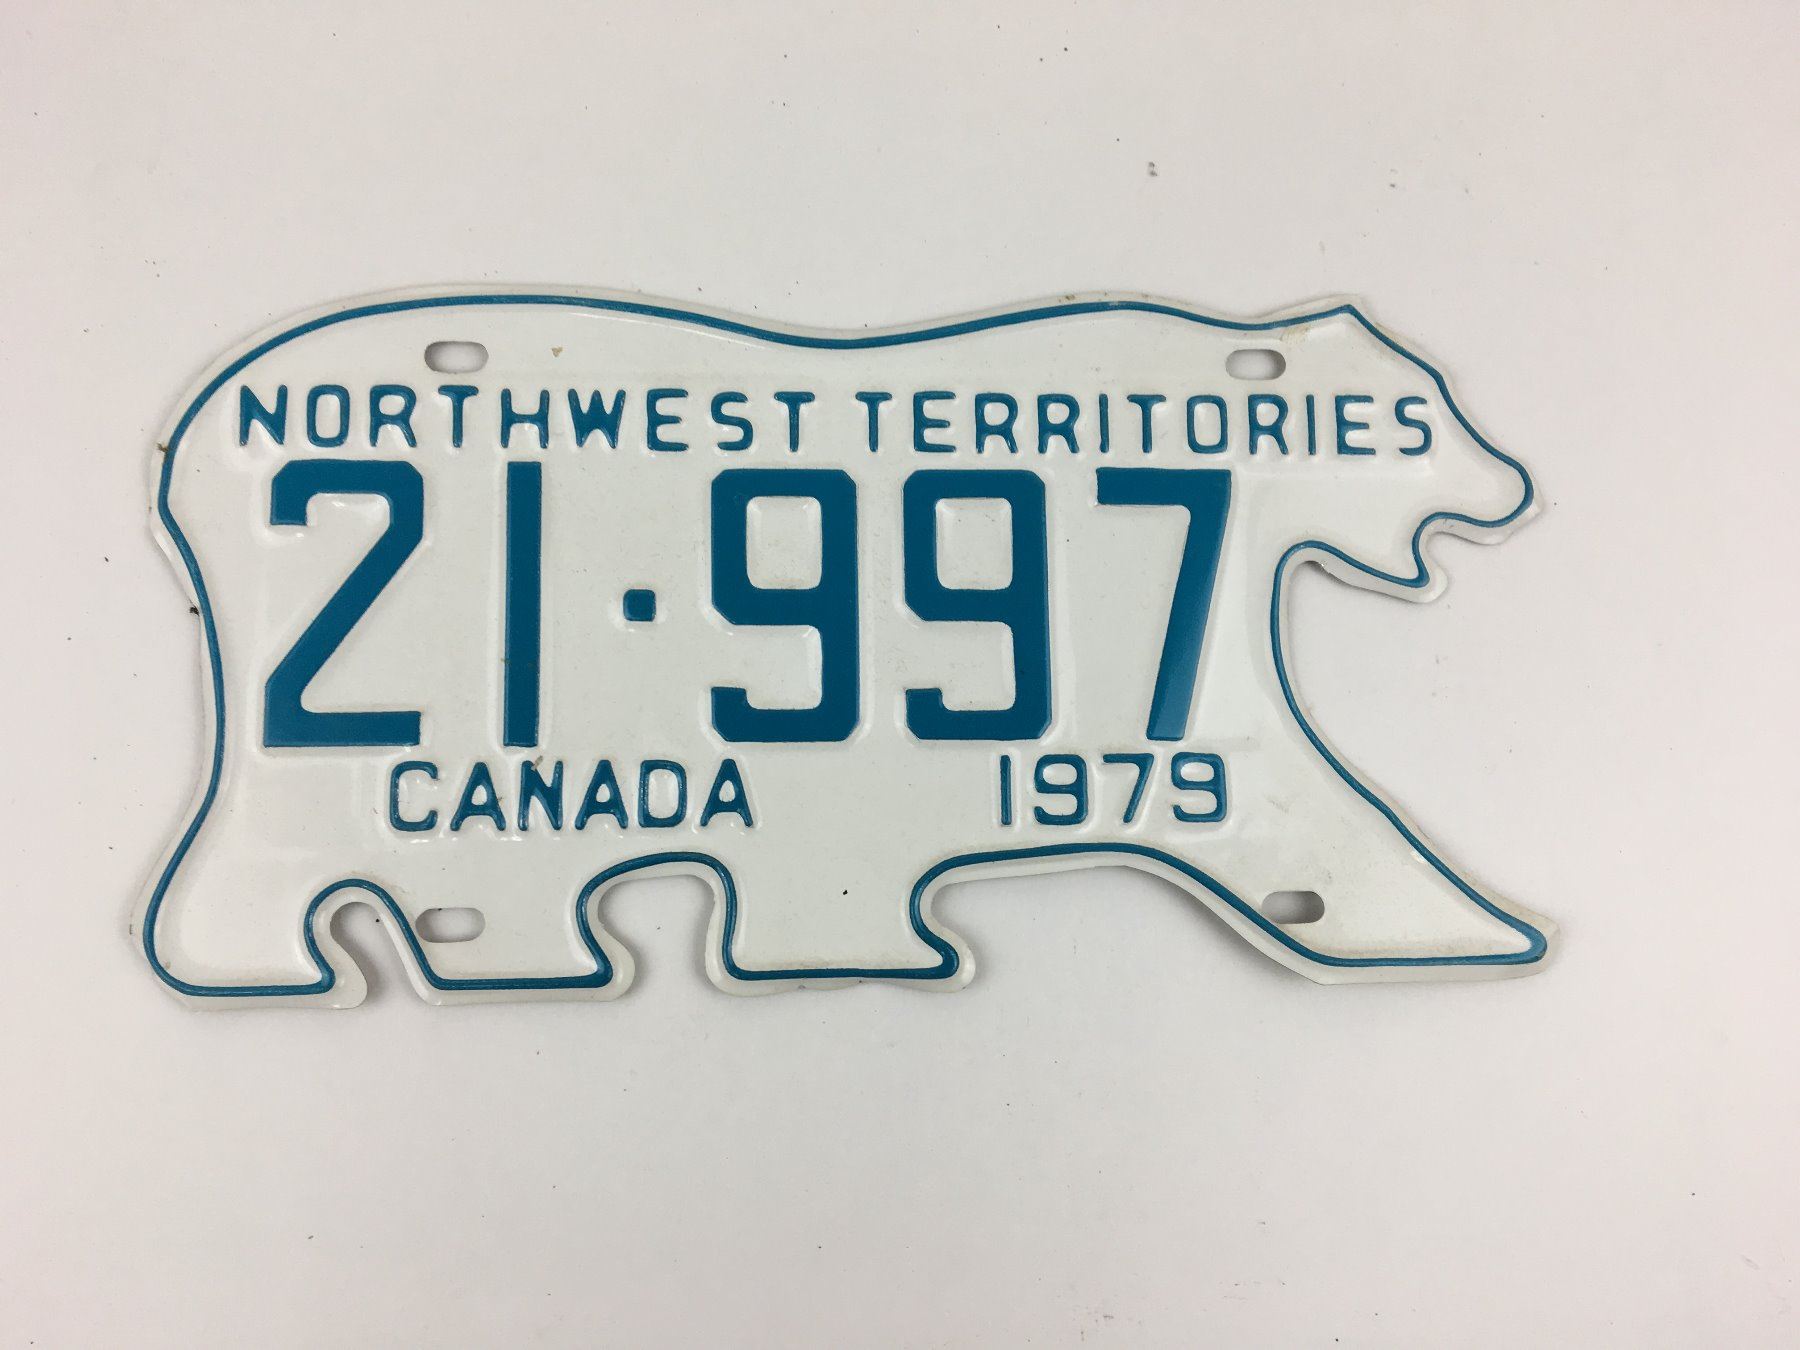 NORTHWEST TERRITORIES
21·997
CANADA 1979